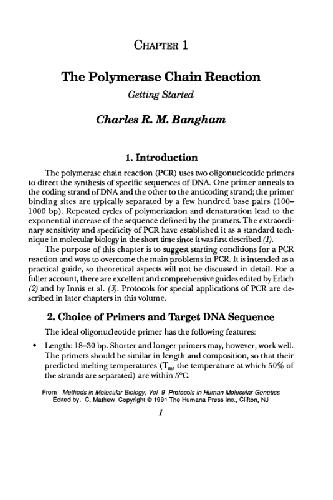 CHAPTER 1
The Polymerase Chain Reaction
Getting Started
Charles R. M. Bangham
1. Introduction
The polymerase chain reaction (PCR) uses two oligonucleotide primers
to direct the synthesis of specific sequences of DNA. One primer anneals to
the coding strand of DNA and the other to the anticoding strand; the primer
binding sites are typically separated by a few hundred base pairs (100–
1000 bp). Repeated cycles of polymerization and denaturation lead to the
exponential increase of the sequence defined by the primers. The extraordi-
nary sensitivity and specificity of PCR have established it as a standard tech-
nique in molecular biology in the short time since it was first described (1).
The purpose of this chapter is to suggest starting conditions for a PCR
reaction and ways to overcome the main problems in PCR. It is intended as a
practical guide, so theoretical aspects will not be discussed in detail. For a
fuller account, there are excellent and comprehensive guides edited by Erlich
(2) and by Innis et al. (3). Protocols for special applications of PCR are de-
scribed in later chapters in this volume.
2. Choice of Primers and Target DNA Sequence
The ideal oligonucleotide primer has the following features:
• Length: 18–30 bp. Shorter and longer primers may, however, work well.
The primers should be similar in length and composition, so that their
predicted melting temperatures (Tm, the temperature at which 50% of
the strands are separated) are within 5°C.
From Methods in Molecular Biology, Vol 9 Protocols in Human Molecular Genetics
Edited by. C. Mathew Copyright © 1991 The Humana Press Inc., Clifton, NJ
1